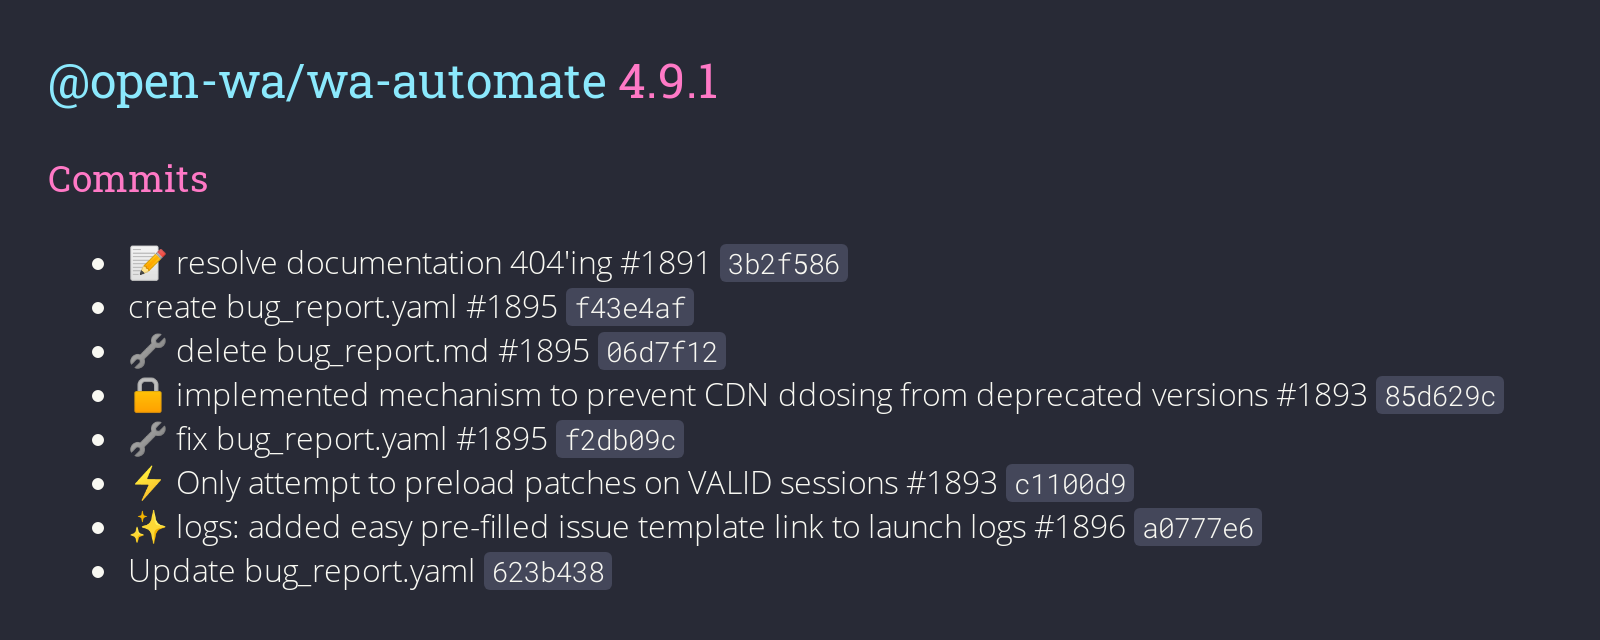 @open-wa/wa-automate 4.9.1
Commits
📝 resolve documentation 404'ing #1891 3b2f586
create bug_report.yaml #1895 f43e4af
🔧 delete bug_report.md #1895 06d7f12
🔒 implemented mechanism to prevent CDN ddosing from deprecated versions #1893 85d629c
🔧 fix bug_report.yaml #1895 f2db09c
⚡ Only attempt to preload patches on VALID sessions #1893 c1100d9
✨ logs: added easy pre-filled issue template link to launch logs #1896 a0777e6
Update bug_report.yaml 623b438